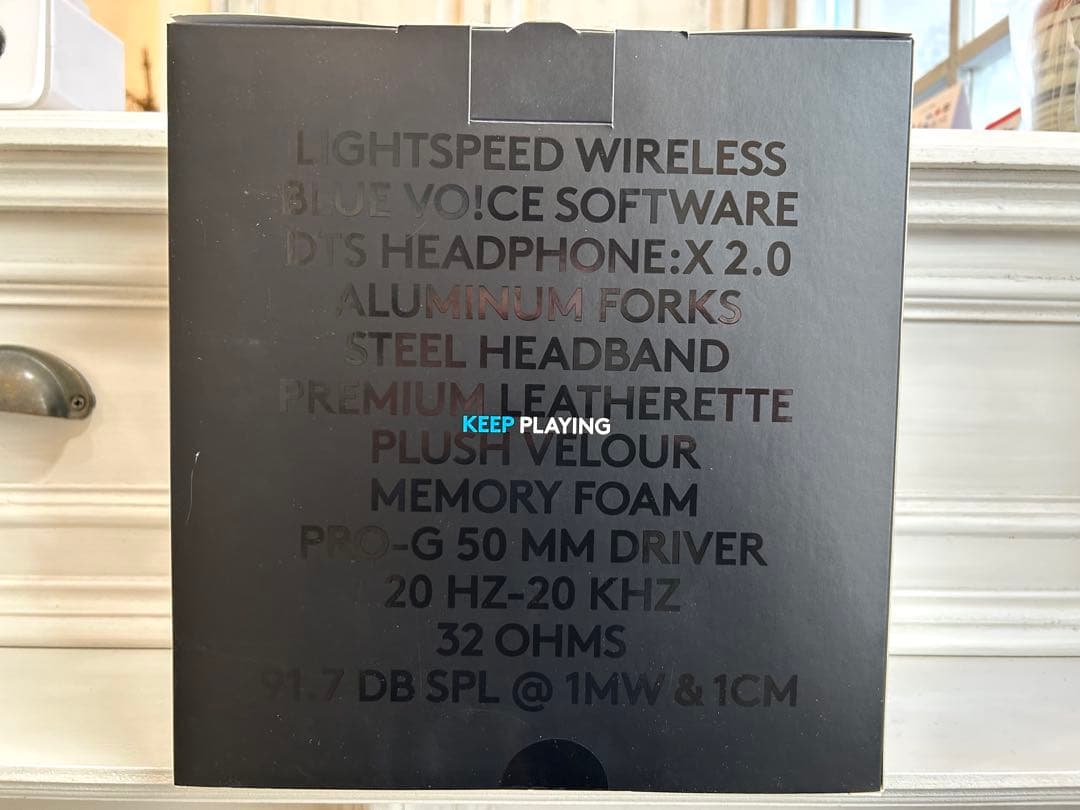 LIGHTSPEED WIRELESS
BLUE VO!CE SOFTWARE
DTS HEADPHONE:X 2.0
ALUMINUM FORKS
STEEL HEADBAND
PREMIUM LEATHERETTE
KEEP PLAYING
PLUSH VELOUR
MEMORY FOAM
PRO-G 50 MM DRIVER
20 HZ-20 KHZ
32 OHMS
91.7 DB SPL @ 1MW & 1CM